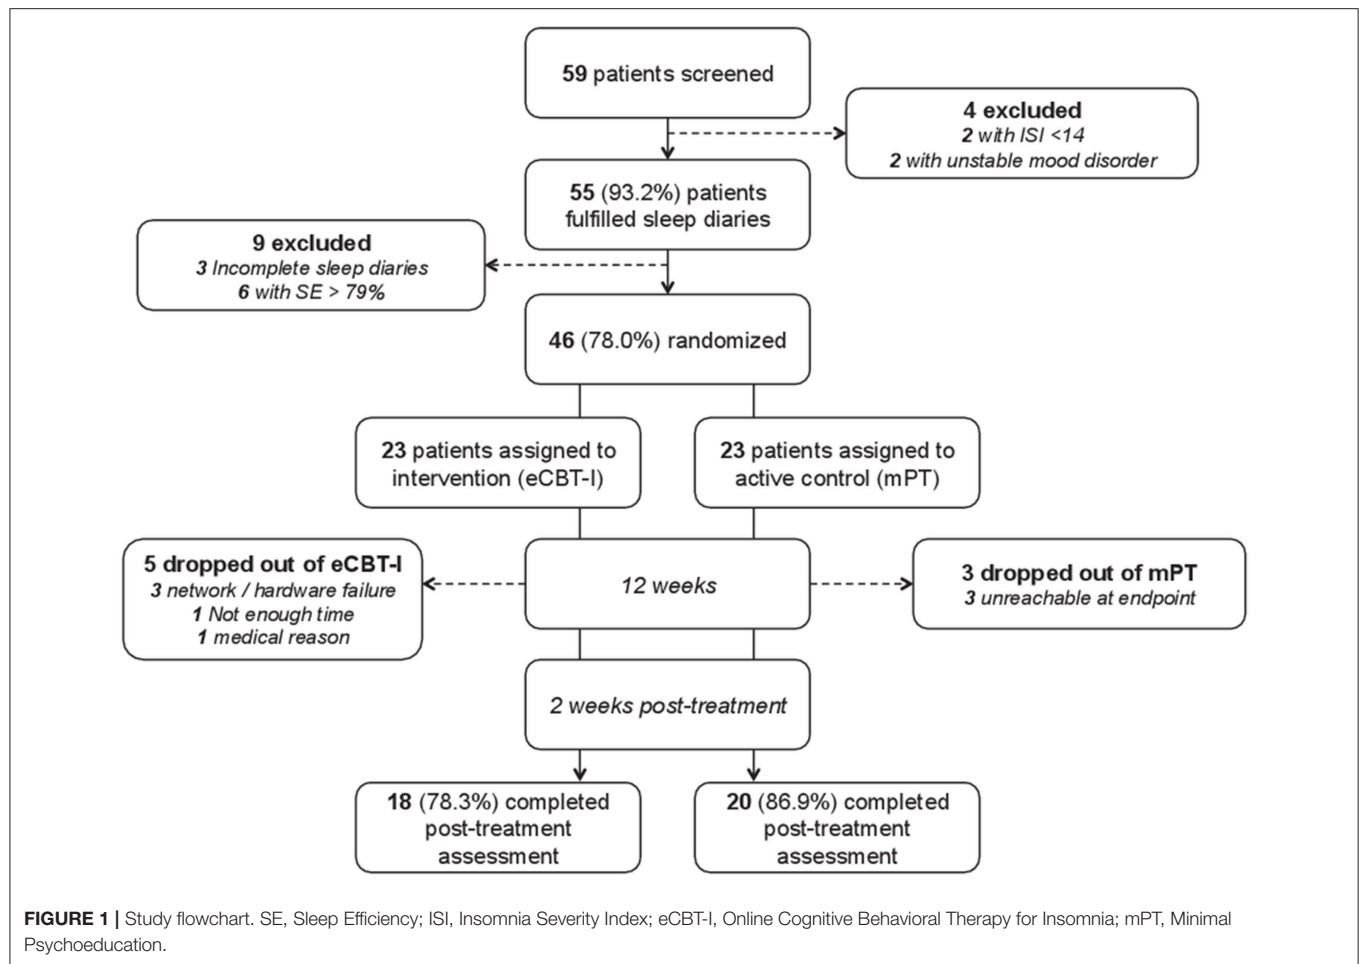 59 patients screened
4 excluded
2 with ISI <14
2 with unstable mood disorder
55 (93.2%) patients
fulfilled sleep diaries
9 excluded
3 Incomplete sleep diaries
6 with SE > 79%
46 (78.0%) randomized
23 patients assigned to
intervention (eCBT-I)
23 patients assigned to
active control (mPT)
5 dropped out of eCBT-I
3 network / hardware failure
1 Not enough time
1 medical reason
12 weeks
3 dropped out of mPT
3 unreachable at endpoint
2 weeks post-treatment
18 (78.3%) completed
post-treatment
assessment
20 (86.9%) completed
post-treatment
assessment
FIGURE 1 | Study flowchart. SE, Sleep Efficiency; ISI, Insomnia Severity Index; eCBT-I, Online Cognitive Behavioral Therapy for Insomnia; mPT, Minimal
Psychoeducation.